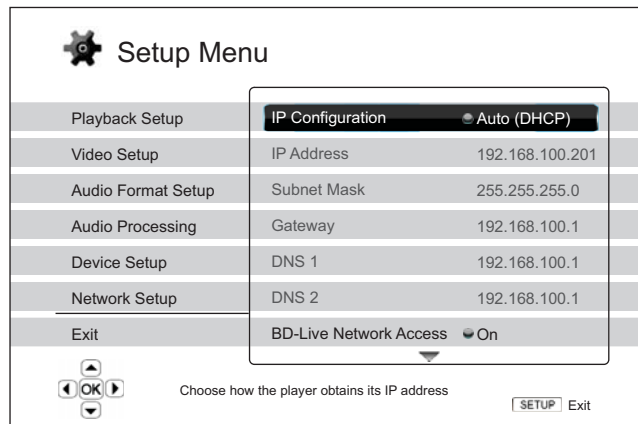 Setup Menu
Playback Setup
Video Setup
Audio Format Setup
Audio Processing
Device Setup
Network Setup
Exit
IP Configuration Auto (DHCP)
IP Address 192.168.100.201
Subnet Mask 255.255.255.0
Gateway 192.168.100.1
DNS 1 192.168.100.1
DNS 2 192.168.100.1
BD-Live Network Access On
OK
Choose how the player obtains its IP address
SETUP Exit